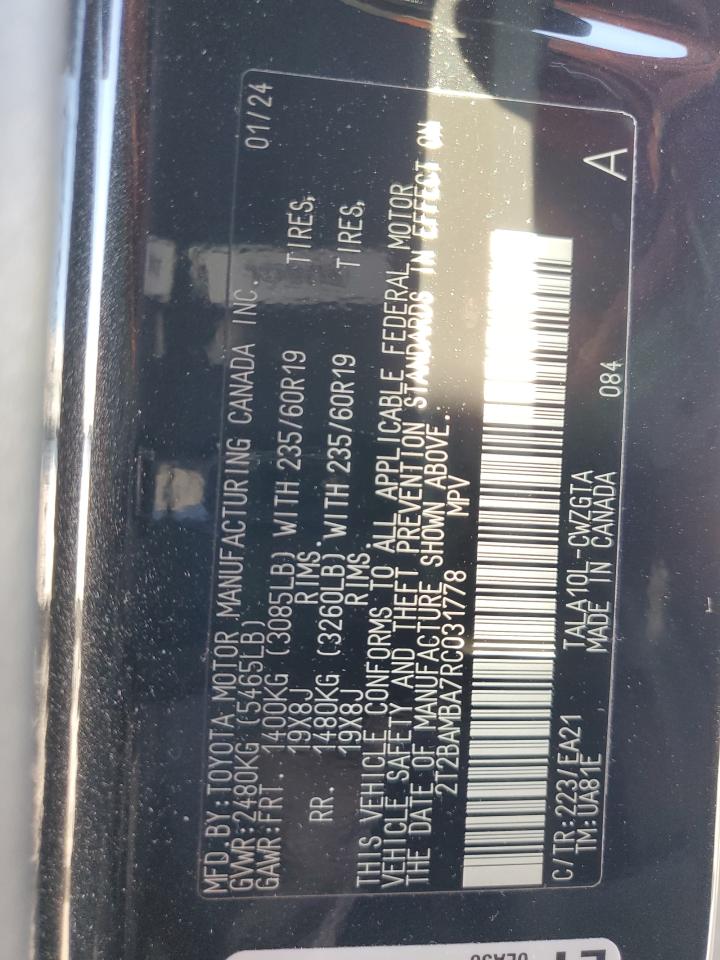 MFD.BY:TOYOTA MOTOR MANUFACTURING CANADA INC. 01/24
GVWR:2480KG (5465LB)
GAWR:FRT. 1400KG (3085LB) WITH 235/60R19 TIRES,
19X8J RIMS.
RR. 1480KG (3260LB) WITH 235/60R19 TIRES,
19X8J RIMS.
THIS VEHICLE CONFORMS TO ALL APPLICABLE FEDERAL MOTOR
VEHICLE SAFETY AND THEFT PREVENTION STANDARDS IN EFFECT ON
THE DATE OF MANUFACTURE SHOWN ABOVE.
2T2BAMBA7RC031778 MPV
C/TR:223/EA21 TALA10L-CWZGTA 084 A
TM:UA81E MADE IN CANADA